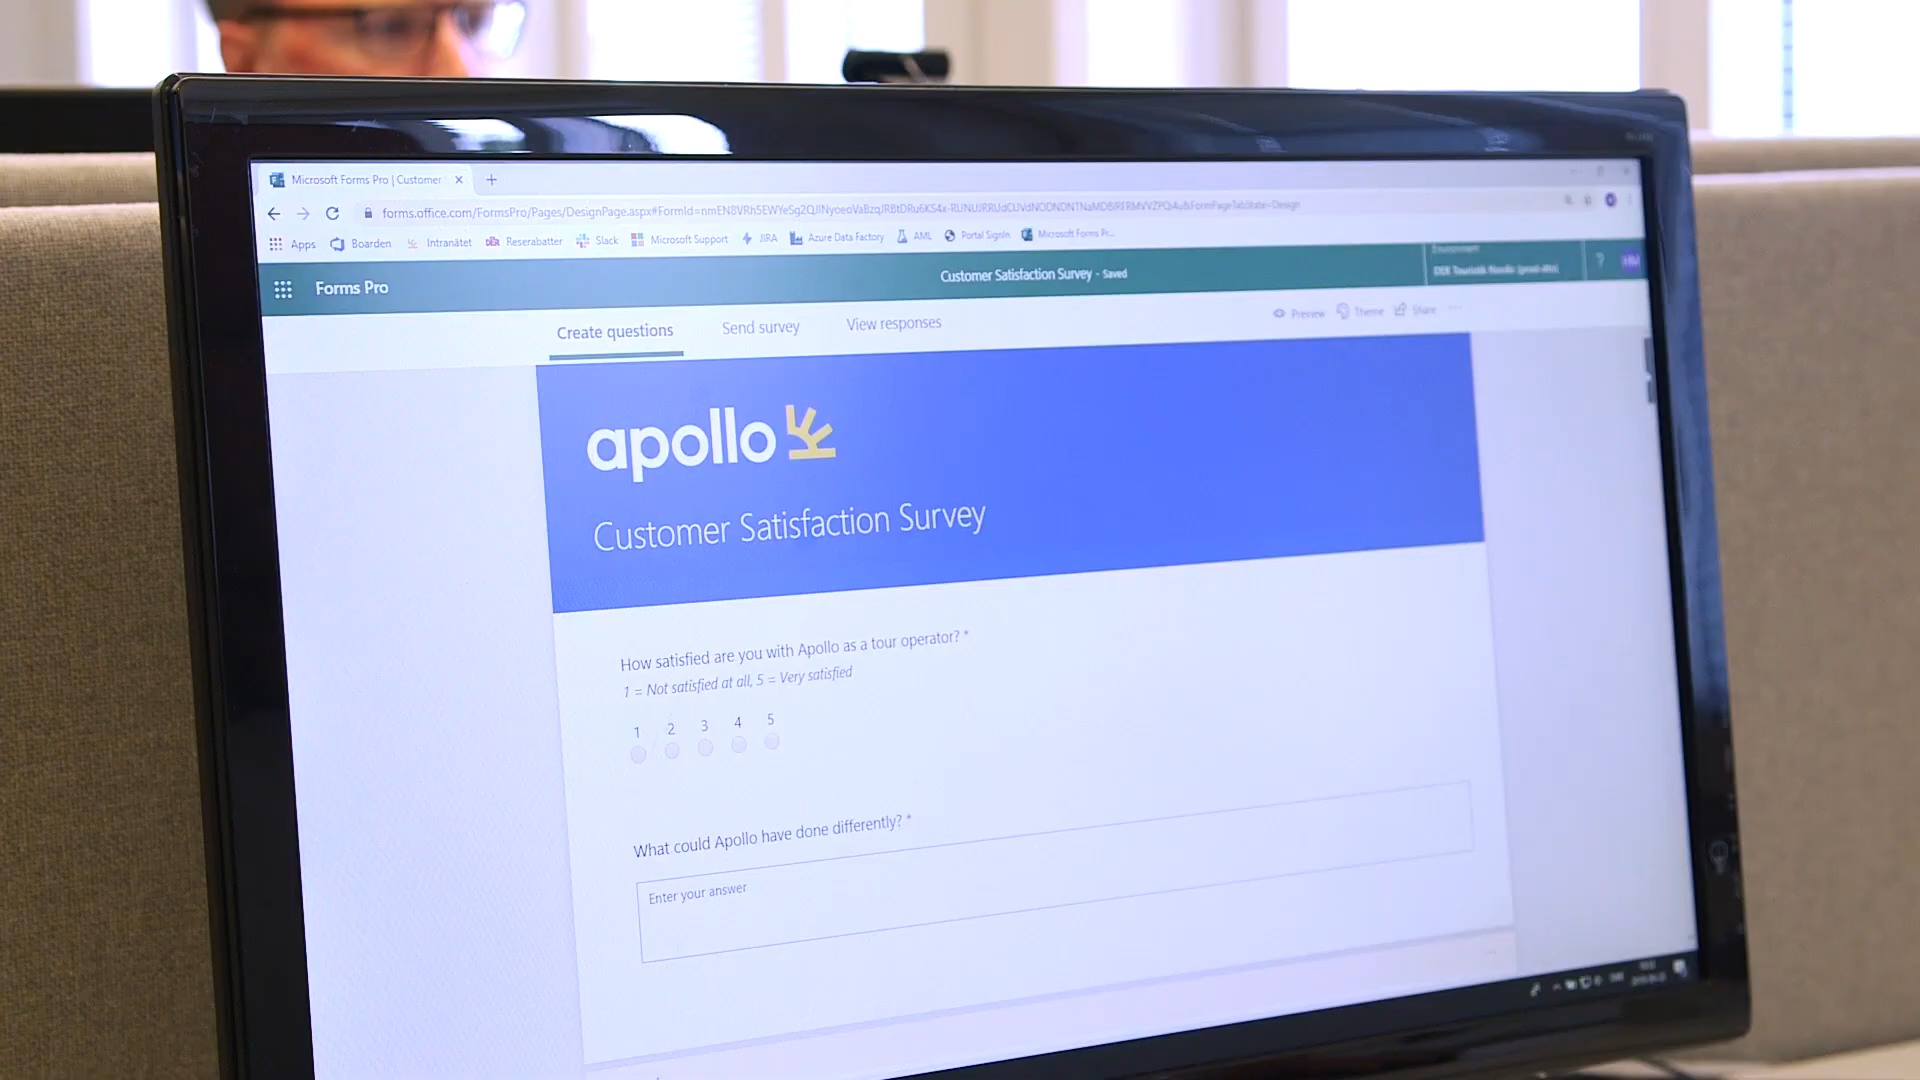 Microsoft Forms Pro | Customer
forms.office.com/FormsPro/Pages/DesignPage.aspx
Apps Boarden Intranätet Reserabatter Slack Microsoft Support JIRA Azure Data Factory AML Portal SignIn Microsoft Forms Pr...
Forms Pro
Customer Satisfaction Survey - Saved
Create questions Send survey View responses
Preview Theme Share
apollo
Customer Satisfaction Survey
How satisfied are you with Apollo as a tour operator? *
1 = Not satisfied at all, 5 = Very satisfied
1 2 3 4 5
What could Apollo have done differently? *
Enter your answer